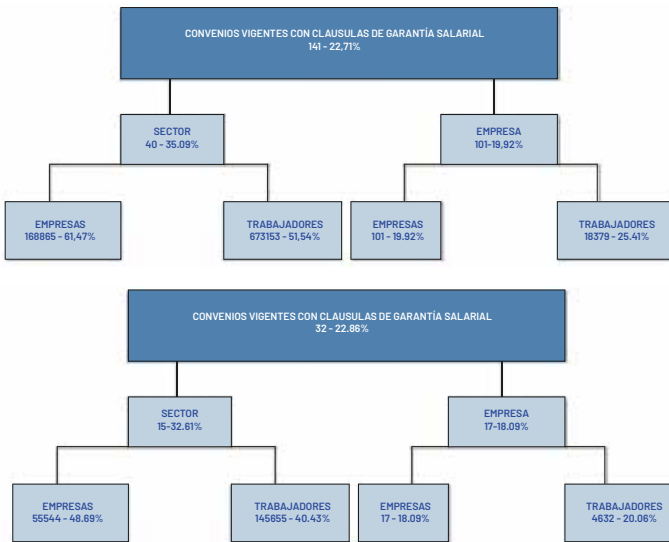 CONVENIOS VIGENTES CON CLAUSULAS DE GARANTÍA SALARIAL
141 - 22,71%
SECTOR
40 - 35.09%
EMPRESA
101-19,92%
EMPRESAS
168865 - 61,47%
TRABAJADORES
673153 - 51,54%
EMPRESAS
101 - 19.92%
TRABAJADORES
18379 - 25.41%
CONVENIOS VIGENTES CON CLAUSULAS DE GARANTÍA SALARIAL
32 - 22.86%
SECTOR
15-32.61%
EMPRESA
17-18.09%
EMPRESAS
55544 - 48.69%
TRABAJADORES
145655 - 40.43%
EMPRESAS
17 - 18.09%
TRABAJADORES
4632 - 20.06%